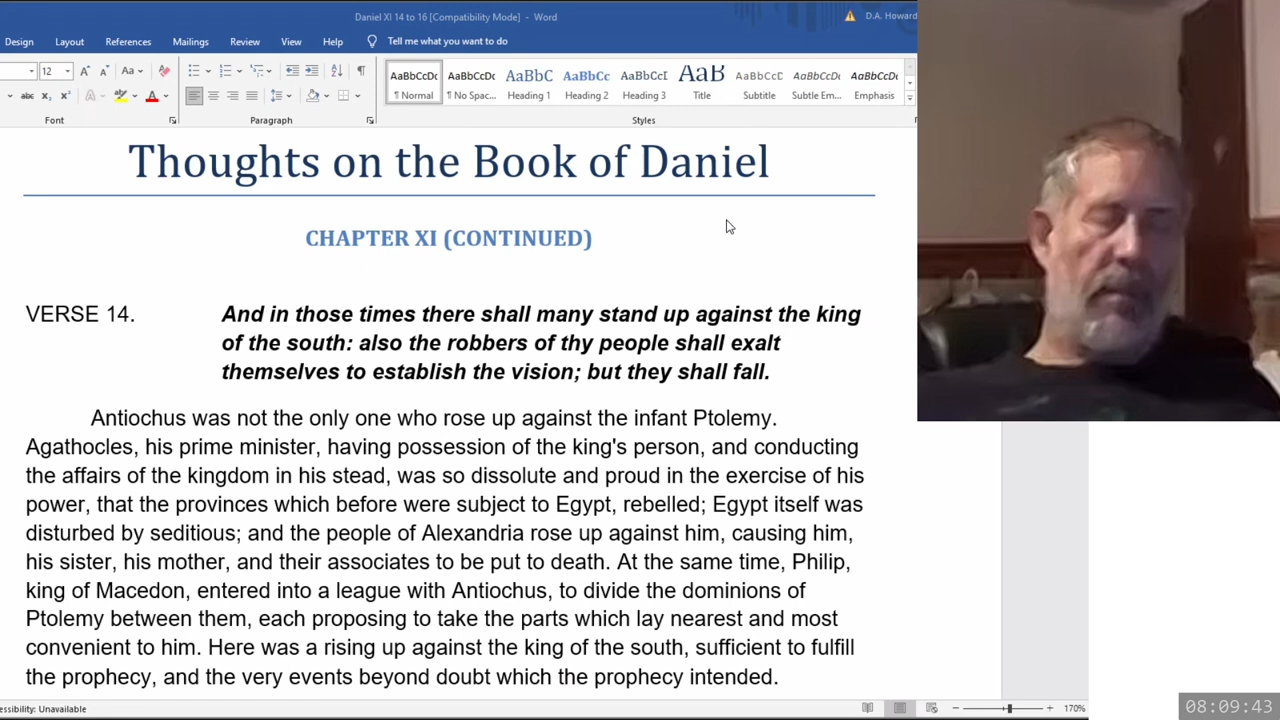 Daniel XI 14 to 16 [Compatibility Mode] - Word
D.A. Howard
Design Layout References Mailings Review View Help Tell me what you want to do
12 Aa
AaBbCcDc AaBbCcDc AaBbC AaBbCc AaBbCcI AaB AaBbCcD AaBbCcD AaBbCcD
¶ Normal ¶ No Spac... Heading 1 Heading 2 Heading 3 Title Subtitle Subtle Em... Emphasis
Font Paragraph Styles
Thoughts on the Book of Daniel
CHAPTER XI (CONTINUED)
VERSE 14. And in those times there shall many stand up against the king
of the south: also the robbers of thy people shall exalt
themselves to establish the vision; but they shall fall.
Antiochus was not the only one who rose up against the infant Ptolemy.
Agathocles, his prime minister, having possession of the king's person, and conducting
the affairs of the kingdom in his stead, was so dissolute and proud in the exercise of his
power, that the provinces which before were subject to Egypt, rebelled; Egypt itself was
disturbed by seditious; and the people of Alexandria rose up against him, causing him,
his sister, his mother, and their associates to be put to death. At the same time, Philip,
king of Macedon, entered into a league with Antiochus, to divide the dominions of
Ptolemy between them, each proposing to take the parts which lay nearest and most
convenient to him. Here was a rising up against the king of the south, sufficient to fulfill
the prophecy, and the very events beyond doubt which the prophecy intended.
ssibility: Unavailable 170%
08:09:43